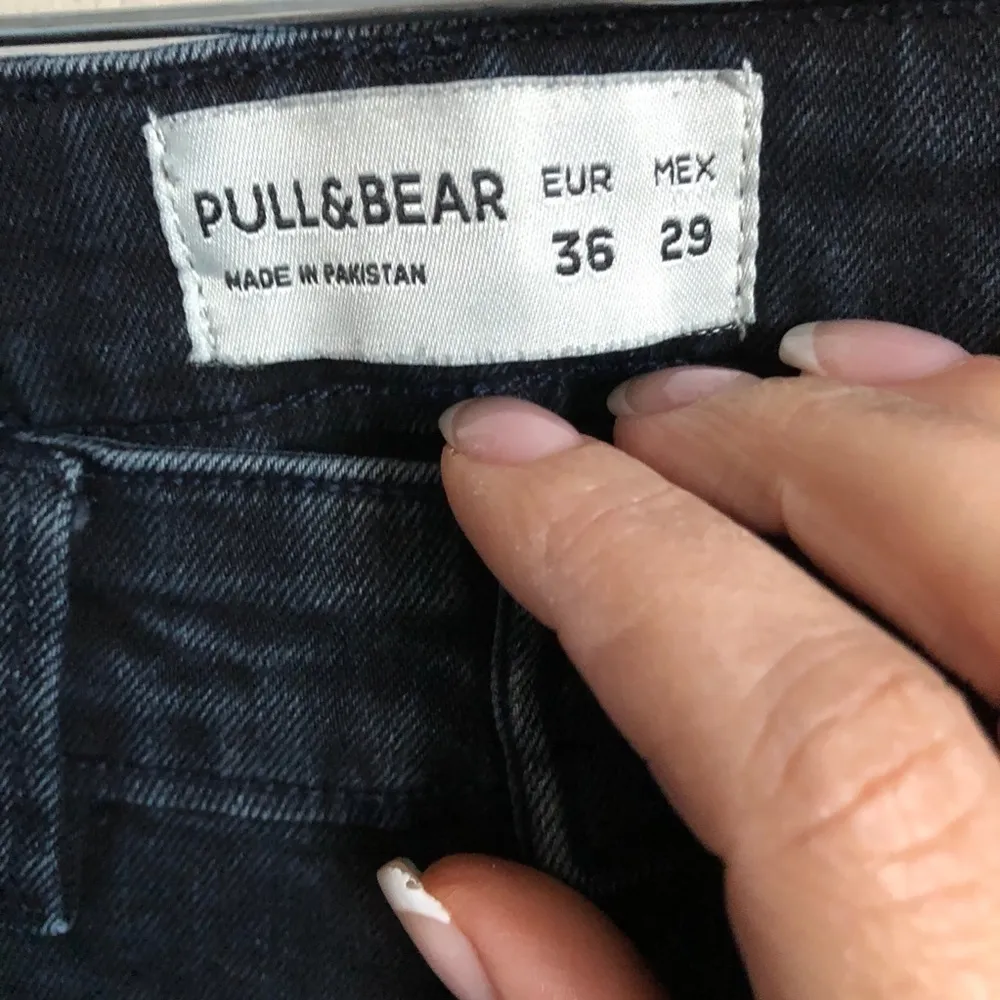 PULL&BEAR EUR MEX
MADE IN PAKISTAN 36 29